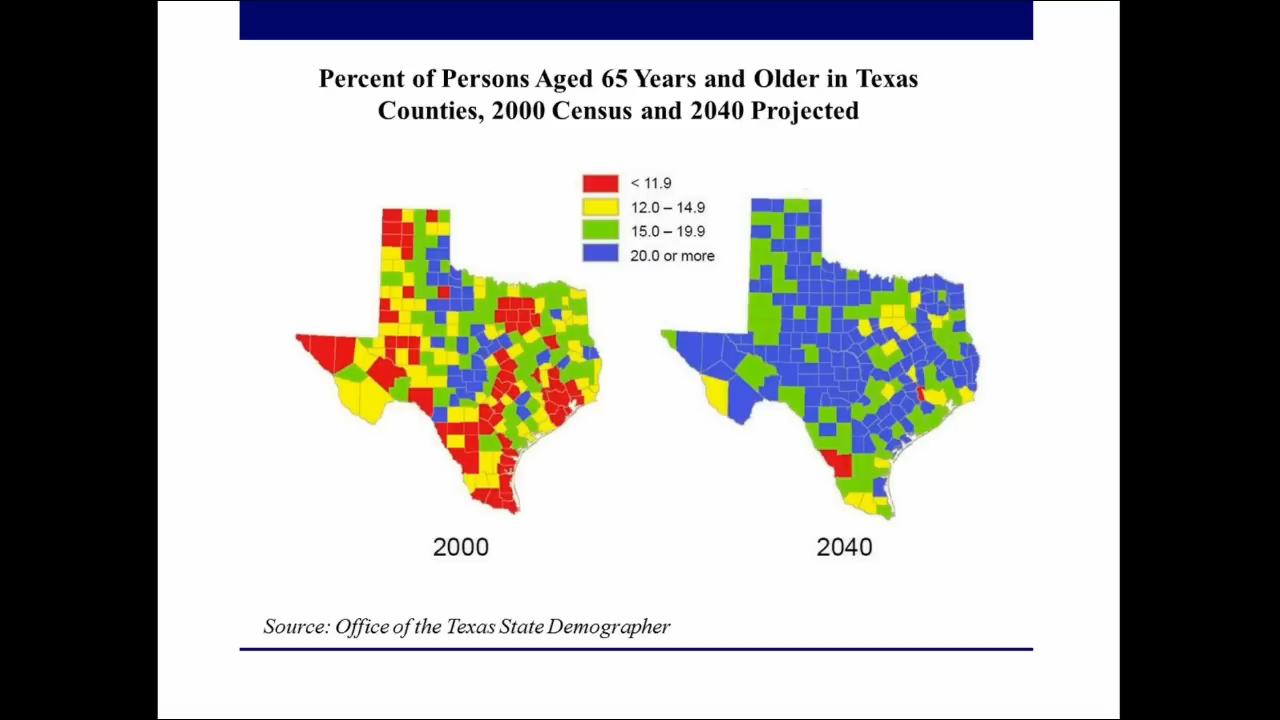 Percent of Persons Aged 65 Years and Older in Texas
Counties, 2000 Census and 2040 Projected
< 11.9
12.0 – 14.9
15.0 – 19.9
20.0 or more
2000
2040
Source: Office of the Texas State Demographer